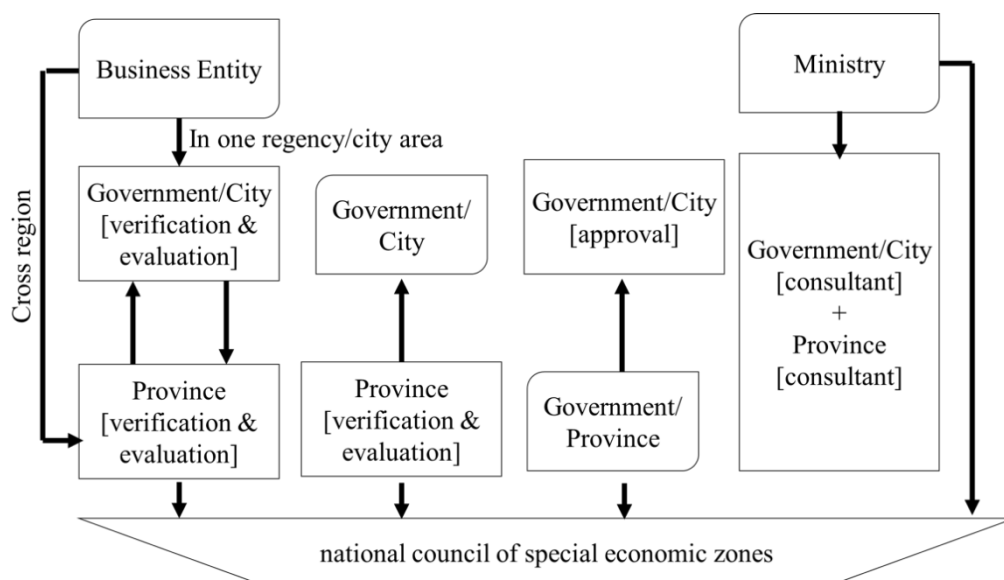 Business Entity
Ministry
In one regency/city area
Cross region
Government/City
[verification &
evaluation]
Government/
City
Government/City
[approval]
Government/City
[consultant]
+
Province
[consultant]
Province
[verification &
evaluation]
Province
[verification &
evaluation]
Government/
Province
national council of special economic zones